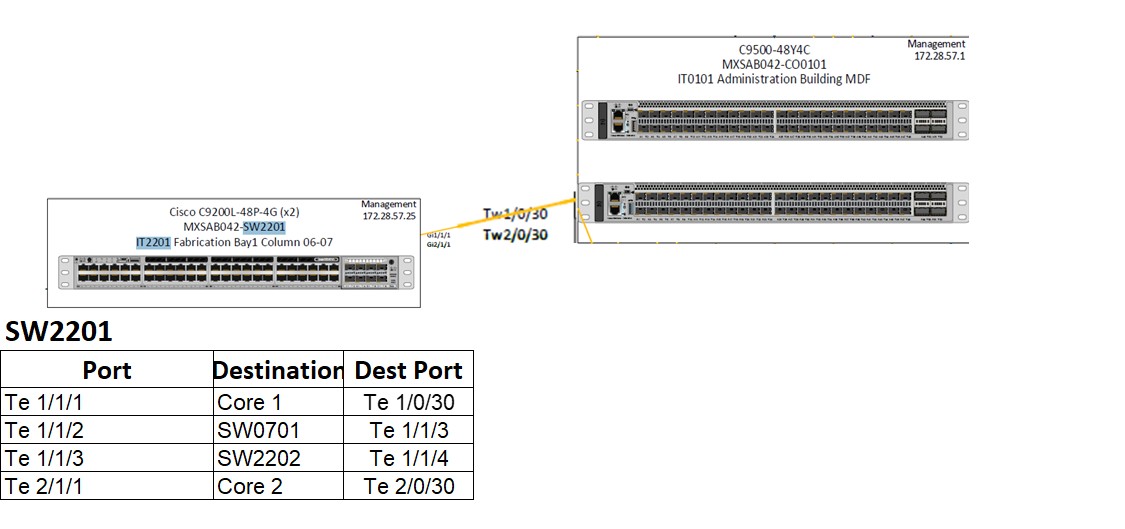 C9500-48Y4C
MXSAB042-CO0101
IT0101 Administration Building MDF
Management
172.28.57.1
Cisco C9200L-48P-4G (x2)
MXSAB042-SW2201
IT2201 Fabrication Bay1 Column 06-07
Management
172.28.57.25
Gi1/1/1
Gi2/1/1
Tw1/0/30
Tw2/0/30
SW2201
Port Destination Dest Port
Te 1/1/1 Core 1 Te 1/0/30
Te 1/1/2 SW0701 Te 1/1/3
Te 1/1/3 SW2202 Te 1/1/4
Te 2/1/1 Core 2 Te 2/0/30